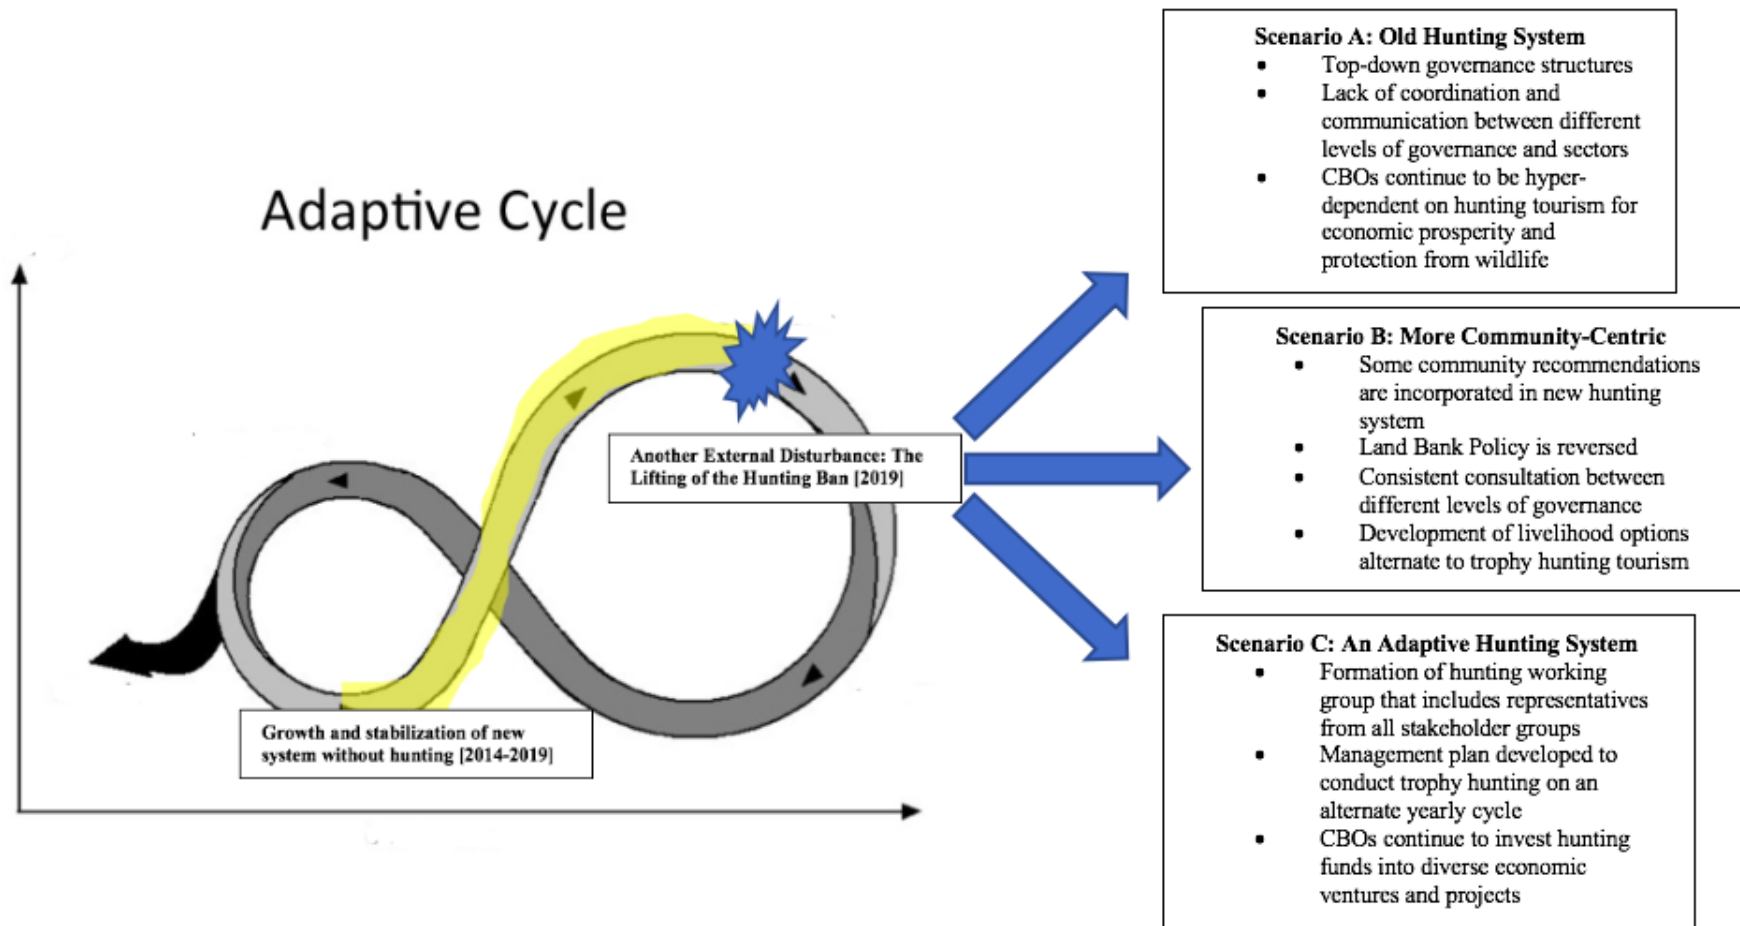 Adaptive Cycle
Growth and stabilization of new
system without hunting [2014-2019]
Another External Disturbance: The
Lifting of the Hunting Ban [2019]
Scenario A: Old Hunting System
• Top-down governance structures
• Lack of coordination and
communication between different
levels of governance and sectors
• CBOs continue to be hyper-
dependent on hunting tourism for
economic prosperity and
protection from wildlife
Scenario B: More Community-Centric
• Some community recommendations
are incorporated in new hunting
system
• Land Bank Policy is reversed
• Consistent consultation between
different levels of governance
• Development of livelihood options
alternate to trophy hunting tourism
Scenario C: An Adaptive Hunting System
• Formation of hunting working
group that includes representatives
from all stakeholder groups
• Management plan developed to
conduct trophy hunting on an
alternate yearly cycle
• CBOs continue to invest hunting
funds into diverse economic
ventures and projects